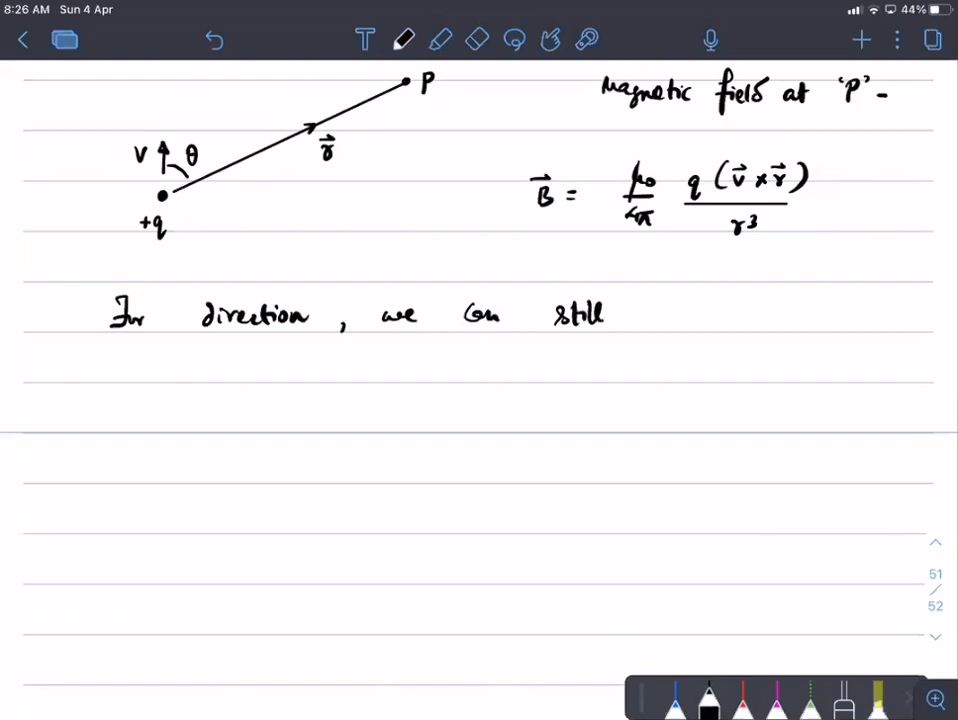 8:26 AM Sun 4 Apr 44%
T
P
Magnetic field at 'P' -
V θ r⃗
+q
B⃗ = μ₀/4π q (v⃗ × r⃗)/r³
For direction, we can still
51
/
52